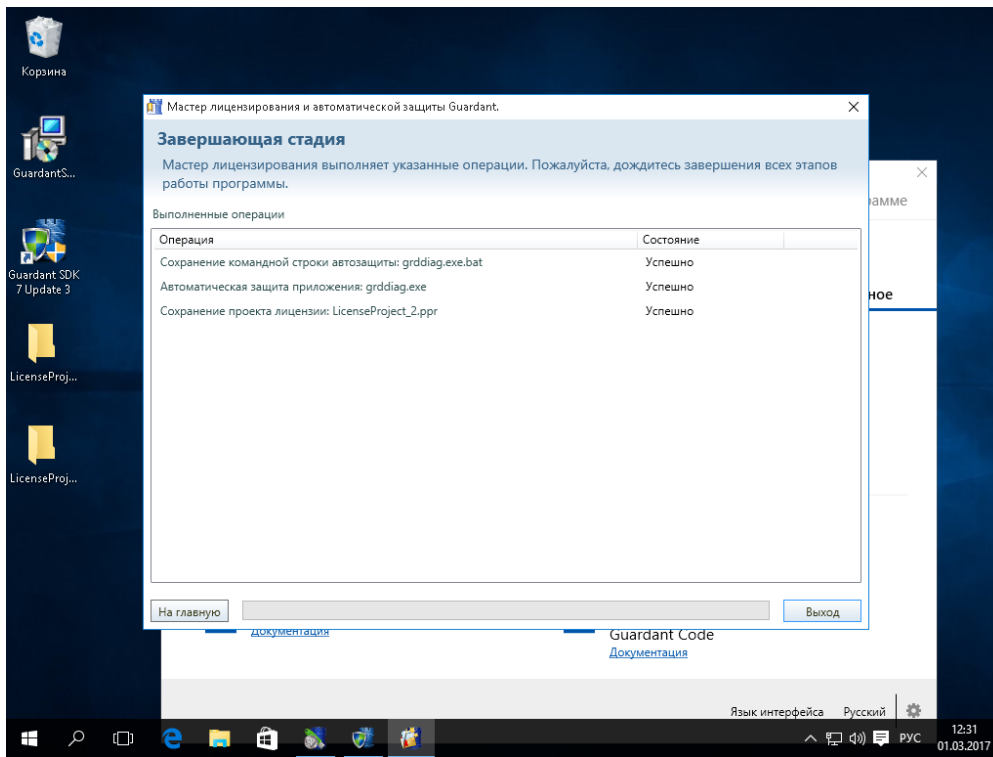 Корзина
GuardantS...
Guardant SDK
7 Update 3
LicenseProj...
LicenseProj...
Мастер лицензирования и автоматической защиты Guardant.
Завершающая стадия
Мастер лицензирования выполняет указанные операции. Пожалуйста, дождитесь завершения всех этапов
работы программы.
Выполненные операции
Операция Состояние
Сохранение командной строки автозащиты: grddiag.exe.bat Успешно
Автоматическая защита приложения: grddiag.exe Успешно
Сохранение проекта лицензии: LicenseProject_2.ppr Успешно
На главную Выход
Документация
Guardant Code
Документация
Язык интерфейса Русский
РУС
12:31
01.03.2017